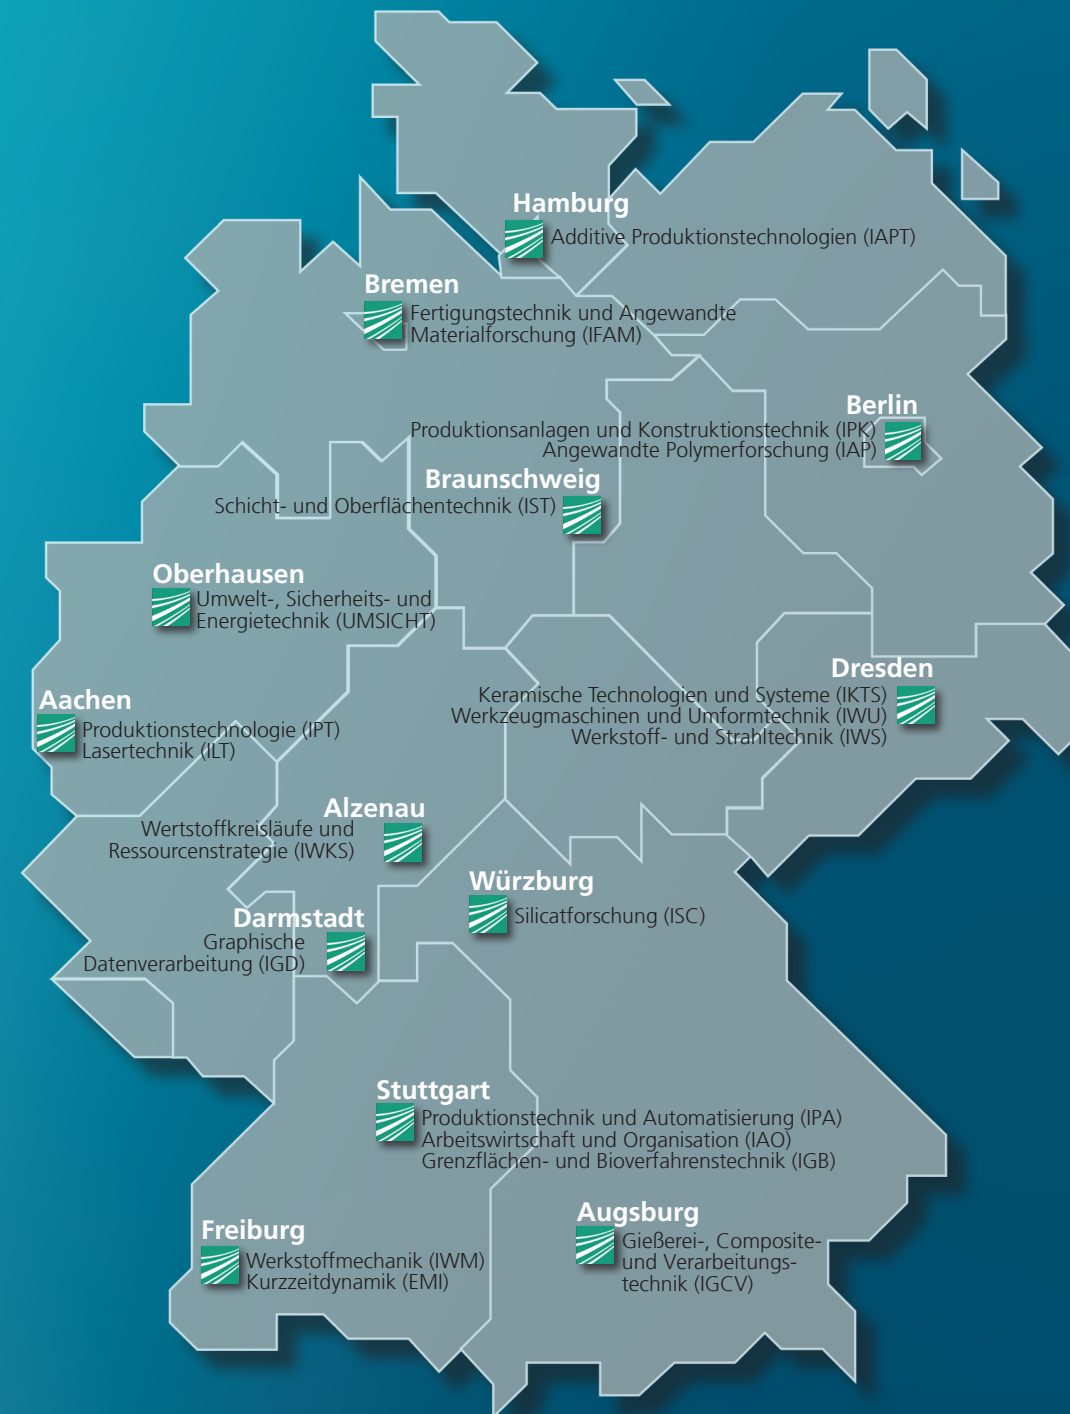 Hamburg
Additive Produktionstechnologien (IAPT)
Bremen
Fertigungstechnik und Angewandte
Materialforschung (IFAM)
Berlin
Produktionsanlagen und Konstruktionstechnik (IPK)
Angewandte Polymerforschung (IAP)
Braunschweig
Schicht- und Oberflächentechnik (IST)
Oberhausen
Umwelt-, Sicherheits- und
Energietechnik (UMSICHT)
Dresden
Keramische Technologien und Systeme (IKTS)
Werkzeugmaschinen und Umformtechnik (IWU)
Werkstoff- und Strahltechnik (IWS)
Aachen
Produktionstechnologie (IPT)
Lasertechnik (ILT)
Alzenau
Wertstoffkreisläufe und
Ressourcenstrategie (IWKS)
Würzburg
Silicatforschung (ISC)
Darmstadt
Graphische
Datenverarbeitung (IGD)
Stuttgart
Produktionstechnik und Automatisierung (IPA)
Arbeitswirtschaft und Organisation (IAO)
Grenzflächen- und Bioverfahrenstechnik (IGB)
Augsburg
Gießerei-, Composite-
und Verarbeitungs-
technik (IGCV)
Freiburg
Werkstoffmechanik (IWM)
Kurzzeitdynamik (EMI)